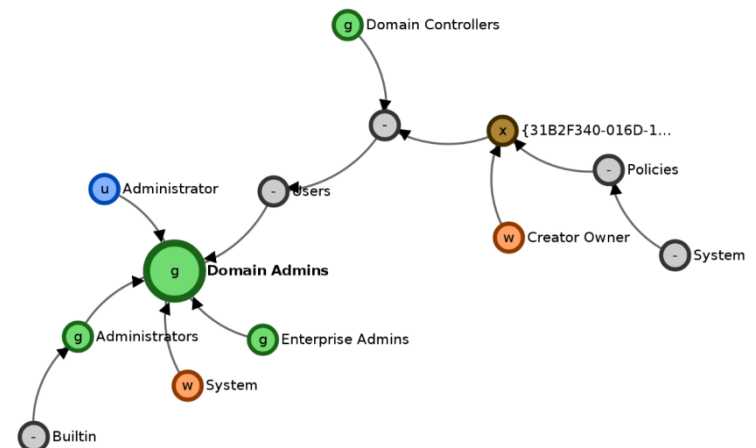 g Domain Controllers
-
x {31B2F340-016D-1...
- Policies
u Administrator
- Users
w Creator Owner
- System
g Domain Admins
g Administrators
g Enterprise Admins
w System
- Builtin